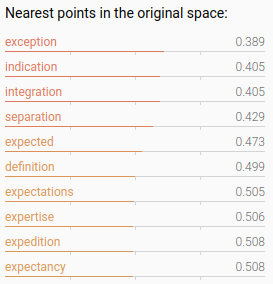 Nearest points in the original space:
exception 0.389
indication 0.405
integration 0.405
separation 0.429
expected 0.473
definition 0.499
expectations 0.505
expertise 0.506
expedition 0.508
expectancy 0.508